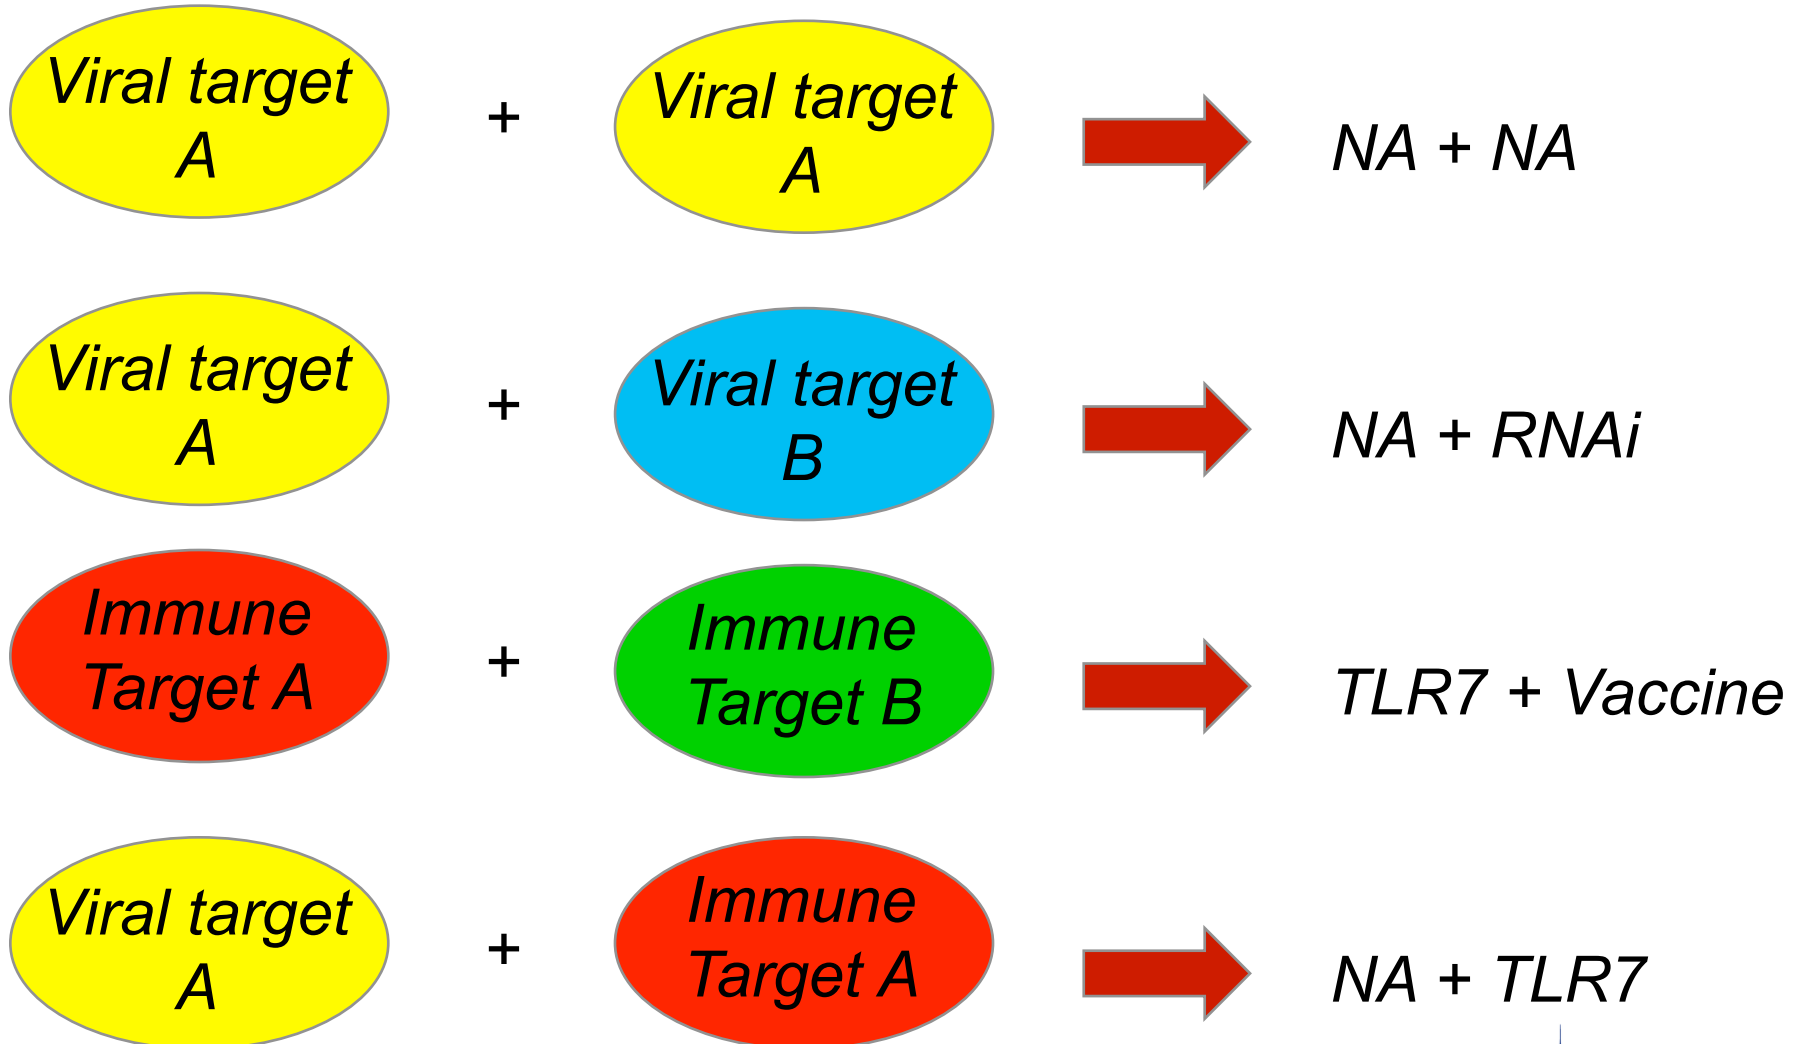 Viral target
A
+
Viral target
A
NA + NA
Viral target
A
+
Viral target
B
NA + RNAi
Immune
Target A
+
Immune
Target B
TLR7 + Vaccine
Viral target
A
+
Immune
Target A
NA + TLR7